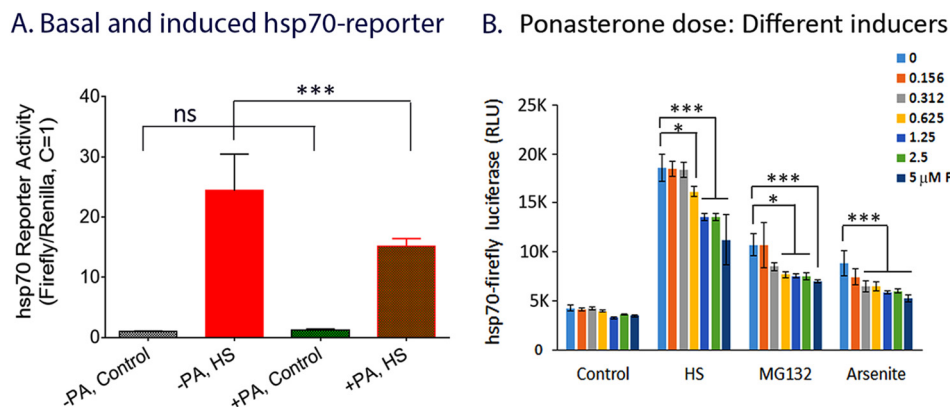 A. Basal and induced hsp70-reporter
hsp70 Reporter Activity
(Firefly/Renilla, C=1)
40
30
20
10
0
ns
***
-PA, Control
-PA, HS
+PA, Control
+PA, HS
B. Ponasterone dose: Different inducers
hsp70-firefly luciferase (RLU)
25K
20K
15K
10K
5K
0
***
*
***
*
***
Control
HS
MG132
Arsenite
0
0.156
0.312
0.625
1.25
2.5
5 μM